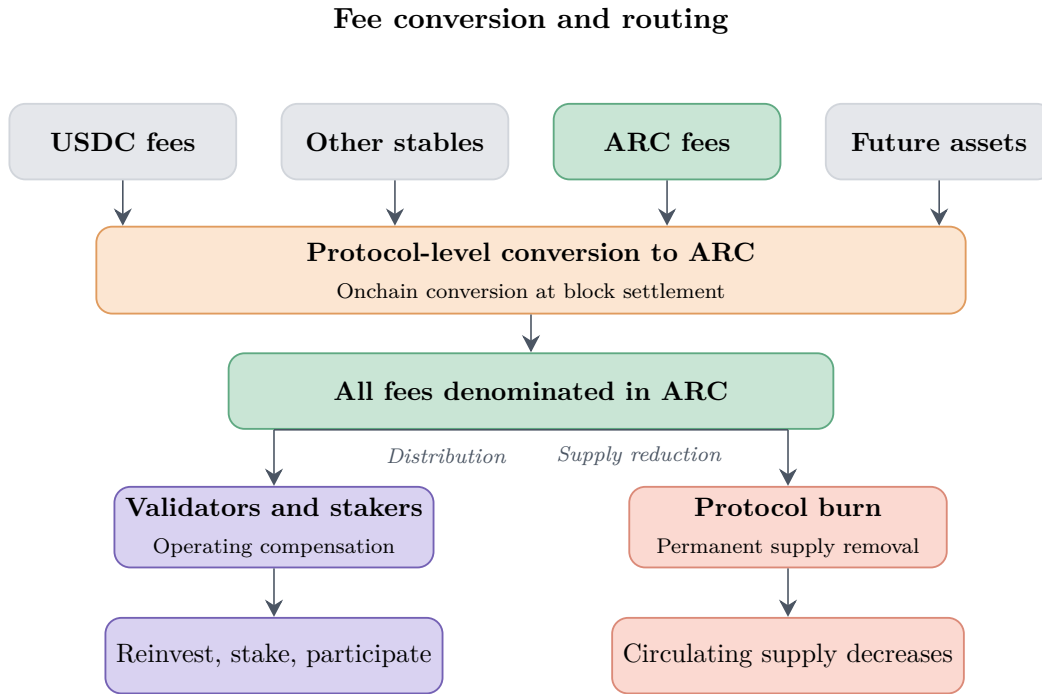 Fee conversion and routing
USDC fees
Other stables
ARC fees
Future assets
Protocol-level conversion to ARC
Onchain conversion at block settlement
All fees denominated in ARC
Distribution
Supply reduction
Validators and stakers
Operating compensation
Protocol burn
Permanent supply removal
Reinvest, stake, participate
Circulating supply decreases